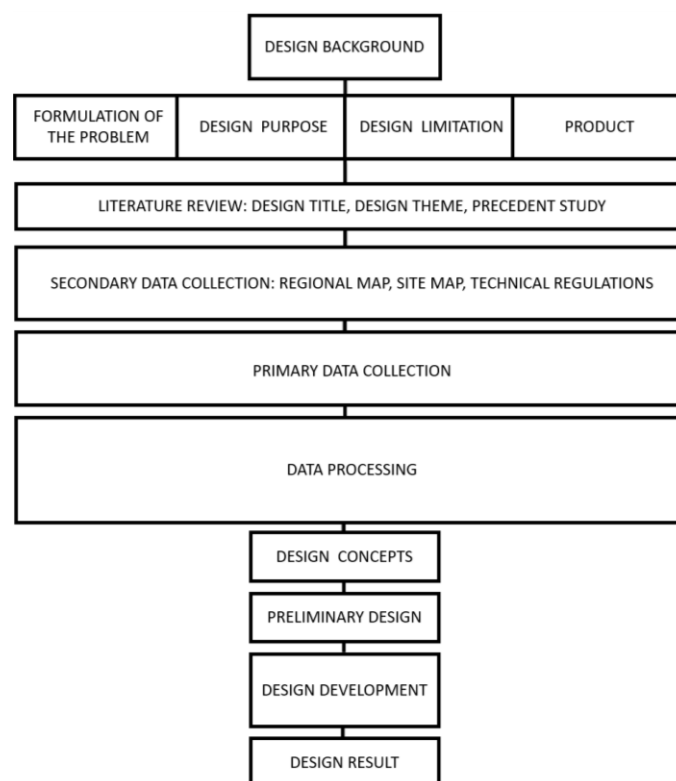 DESIGN BACKGROUND
FORMULATION OF
THE PROBLEM
DESIGN PURPOSE
DESIGN LIMITATION
PRODUCT
LITERATURE REVIEW: DESIGN TITLE, DESIGN THEME, PRECEDENT STUDY
SECONDARY DATA COLLECTION: REGIONAL MAP, SITE MAP, TECHNICAL REGULATIONS
PRIMARY DATA COLLECTION
DATA PROCESSING
DESIGN CONCEPTS
PRELIMINARY DESIGN
DESIGN DEVELOPMENT
DESIGN RESULT